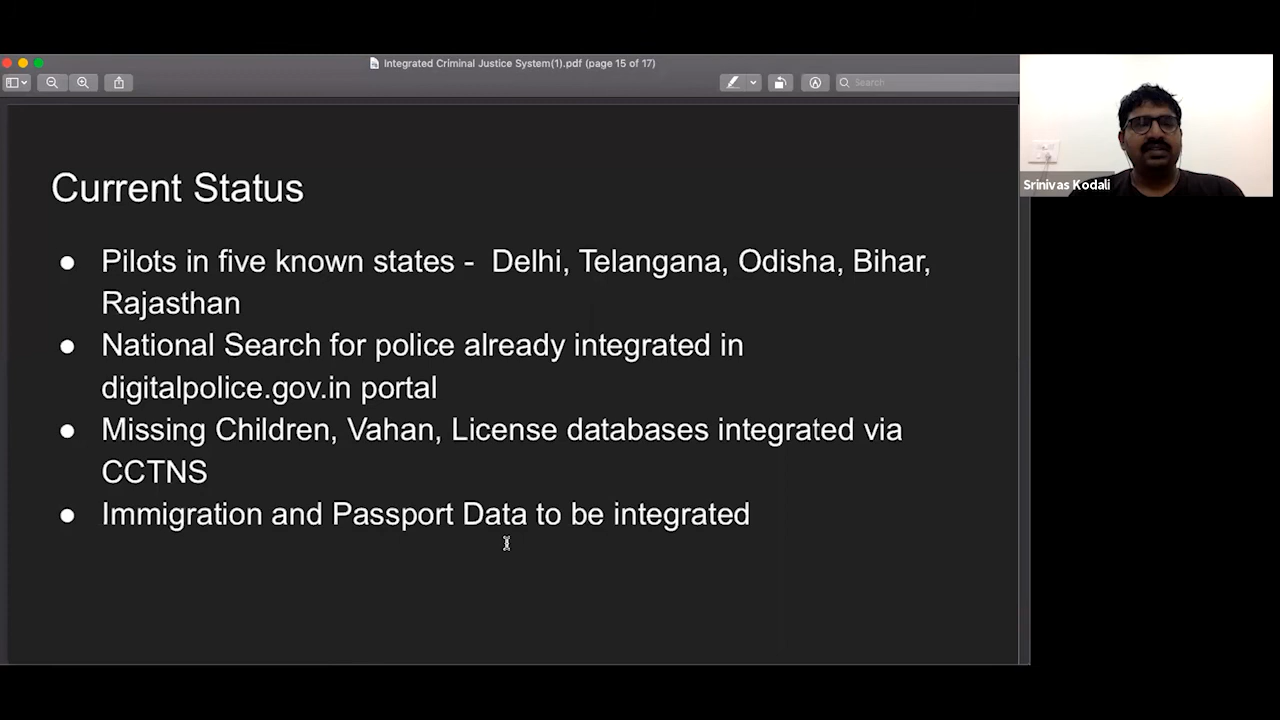 Integrated Criminal Justice System(1).pdf (page 15 of 17)
Search
Srinivas Kodali
Current Status
● Pilots in five known states -  Delhi, Telangana, Odisha, Bihar,
Rajasthan
● National Search for police already integrated in
digitalpolice.gov.in portal
● Missing Children, Vahan, License databases integrated via
CCTNS
● Immigration and Passport Data to be integrated